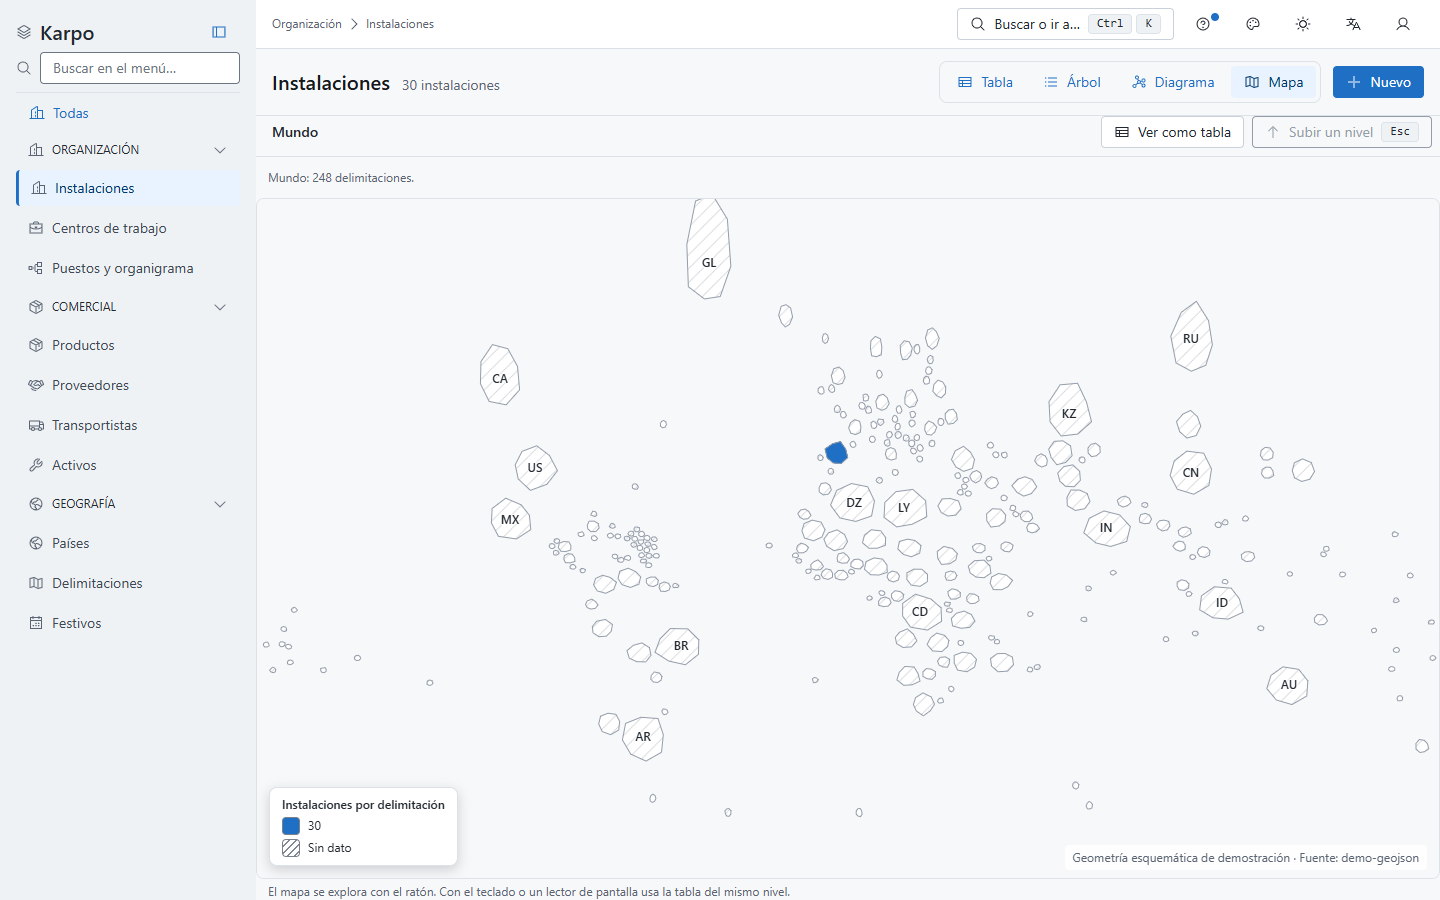 Karpo
Organización > Instalaciones
Buscar o ir a... Ctrl K
Buscar en el menú...
Instalaciones 30 instalaciones
Tabla Árbol Diagrama Mapa
Nuevo
Todas
ORGANIZACIÓN
Instalaciones
Centros de trabajo
Puestos y organigrama
COMERCIAL
Productos
Proveedores
Transportistas
Activos
GEOGRAFÍA
Países
Delimitaciones
Festivos
Mundo
Ver como tabla
Subir un nivel Esc
Mundo: 248 delimitaciones.
GL
RU
CA
KZ
US
CN
DZ
LY
MX
IN
ID
CD
BR
AU
AR
Instalaciones por delimitación
30
Sin dato
Geometría esquemática de demostración · Fuente: demo-geojson
El mapa se explora con el ratón. Con el teclado o un lector de pantalla usa la tabla del mismo nivel.